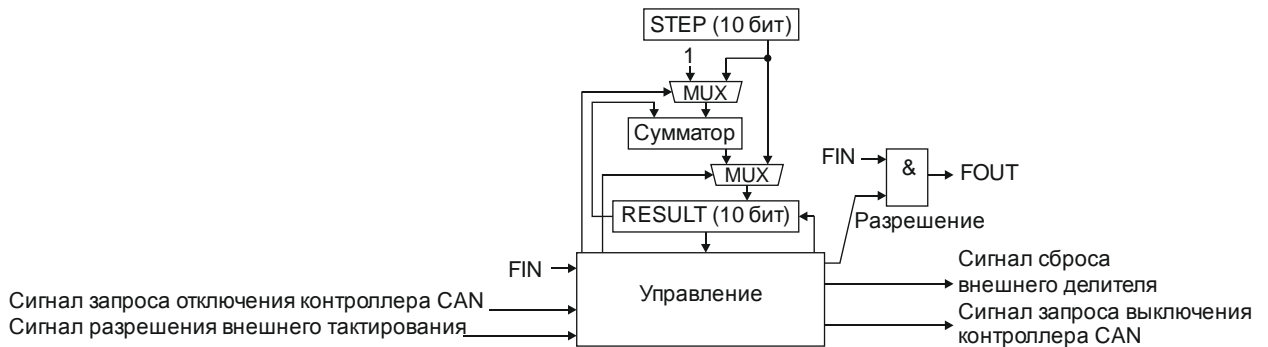 STEP (10 бит)
1
MUX
Сумматор
MUX
RESULT (10 бит)
FIN
&
FOUT
Разрешение
FIN
Управление
Сигнал запроса отключения контроллера CAN
Сигнал разрешения внешнего тактирования
Сигнал сброса
внешнего делителя
Сигнал запроса выключения
контроллера CAN